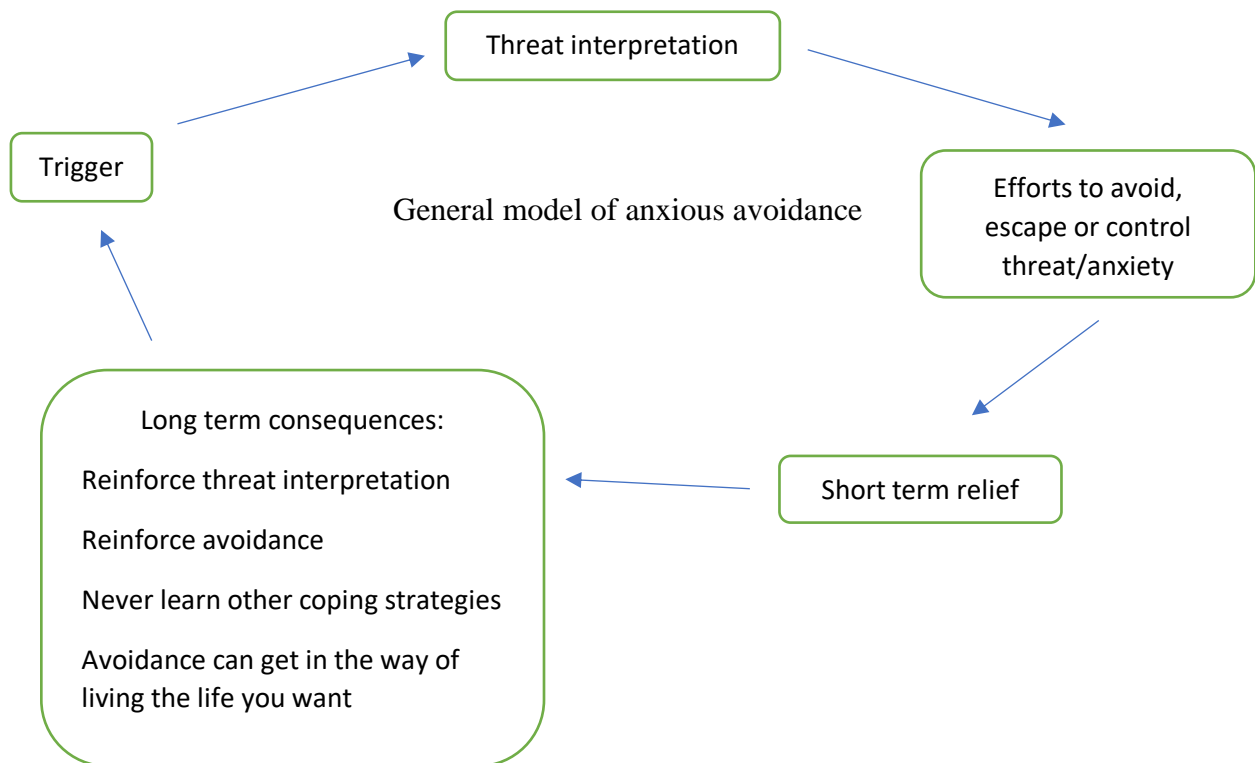 Threat interpretation
Trigger
General model of anxious avoidance
Efforts to avoid,
escape or control
threat/anxiety
Short term relief
Long term consequences:
Reinforce threat interpretation
Reinforce avoidance
Never learn other coping strategies
Avoidance can get in the way of
living the life you want